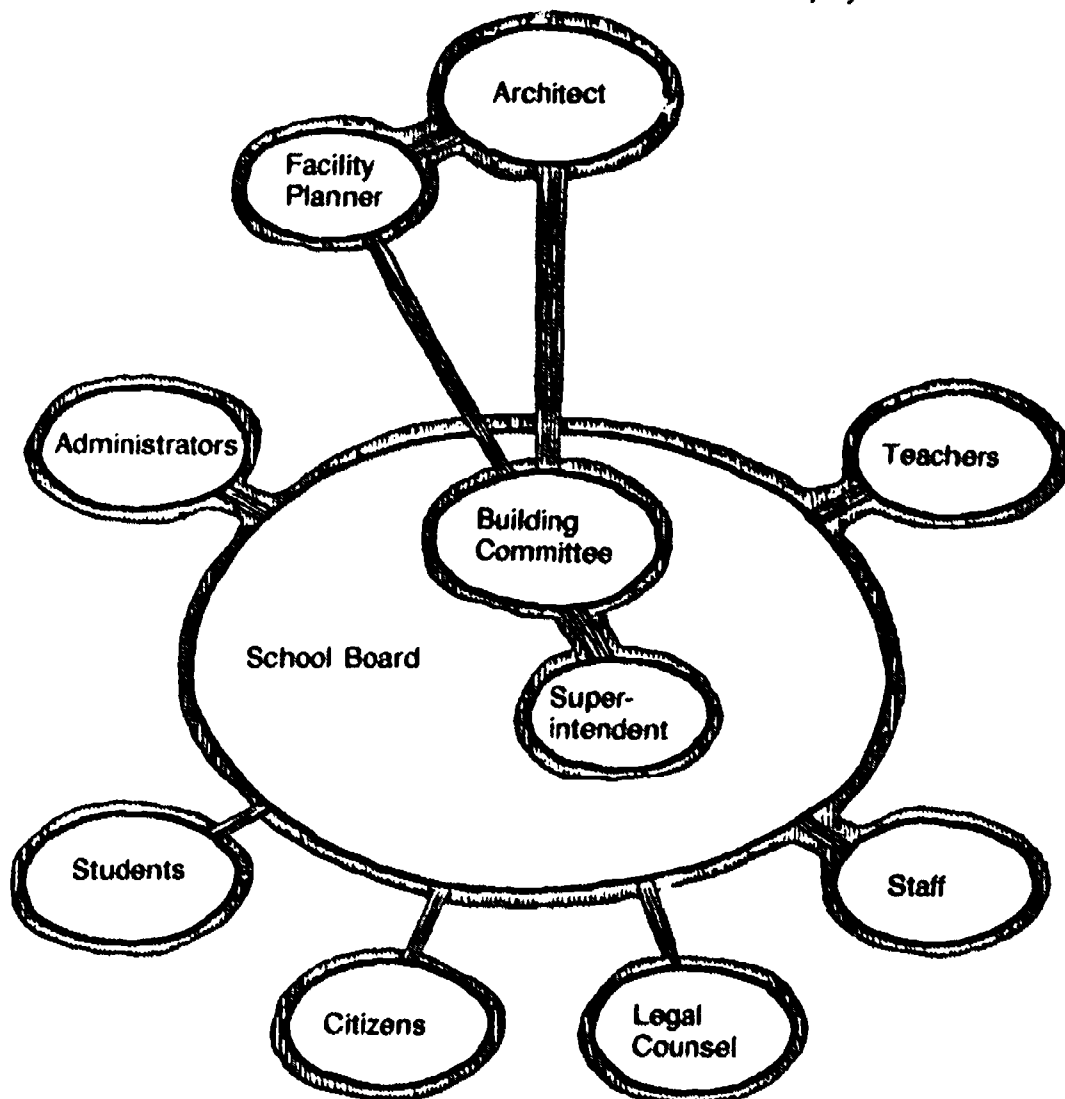 Architect
Facility
Planner
Administrators
Teachers
Building
Committee
School Board
Super-
intendent
Students
Staff
Citizens
Legal
Counsel